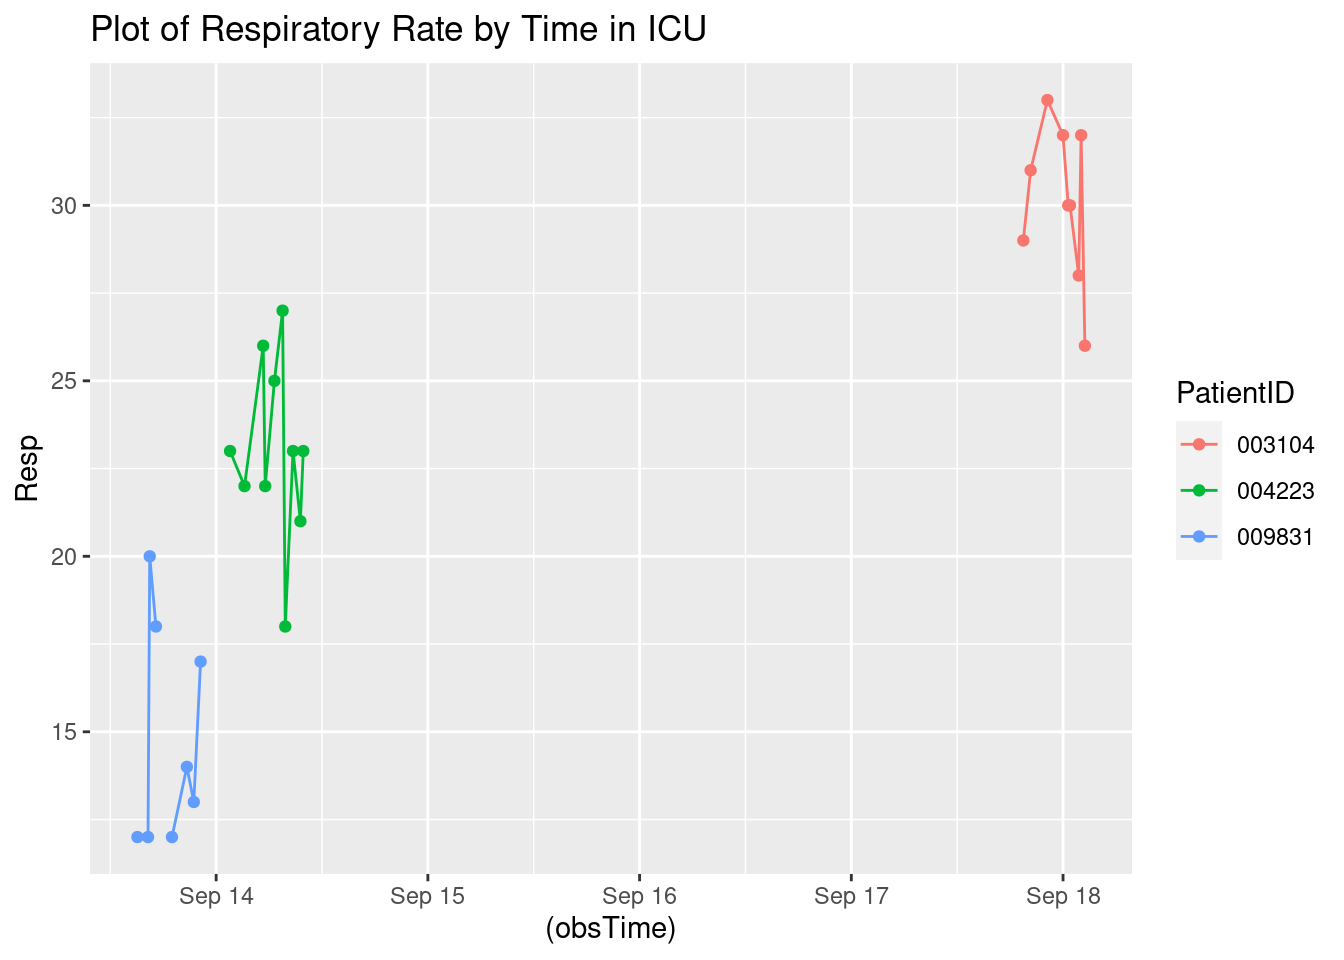 Plot of Respiratory Rate by Time in ICU
30
25
20
15
Resp
Sep 14
Sep 15
Sep 16
Sep 17
Sep 18
(obsTime)
PatientID
003104
004223
009831